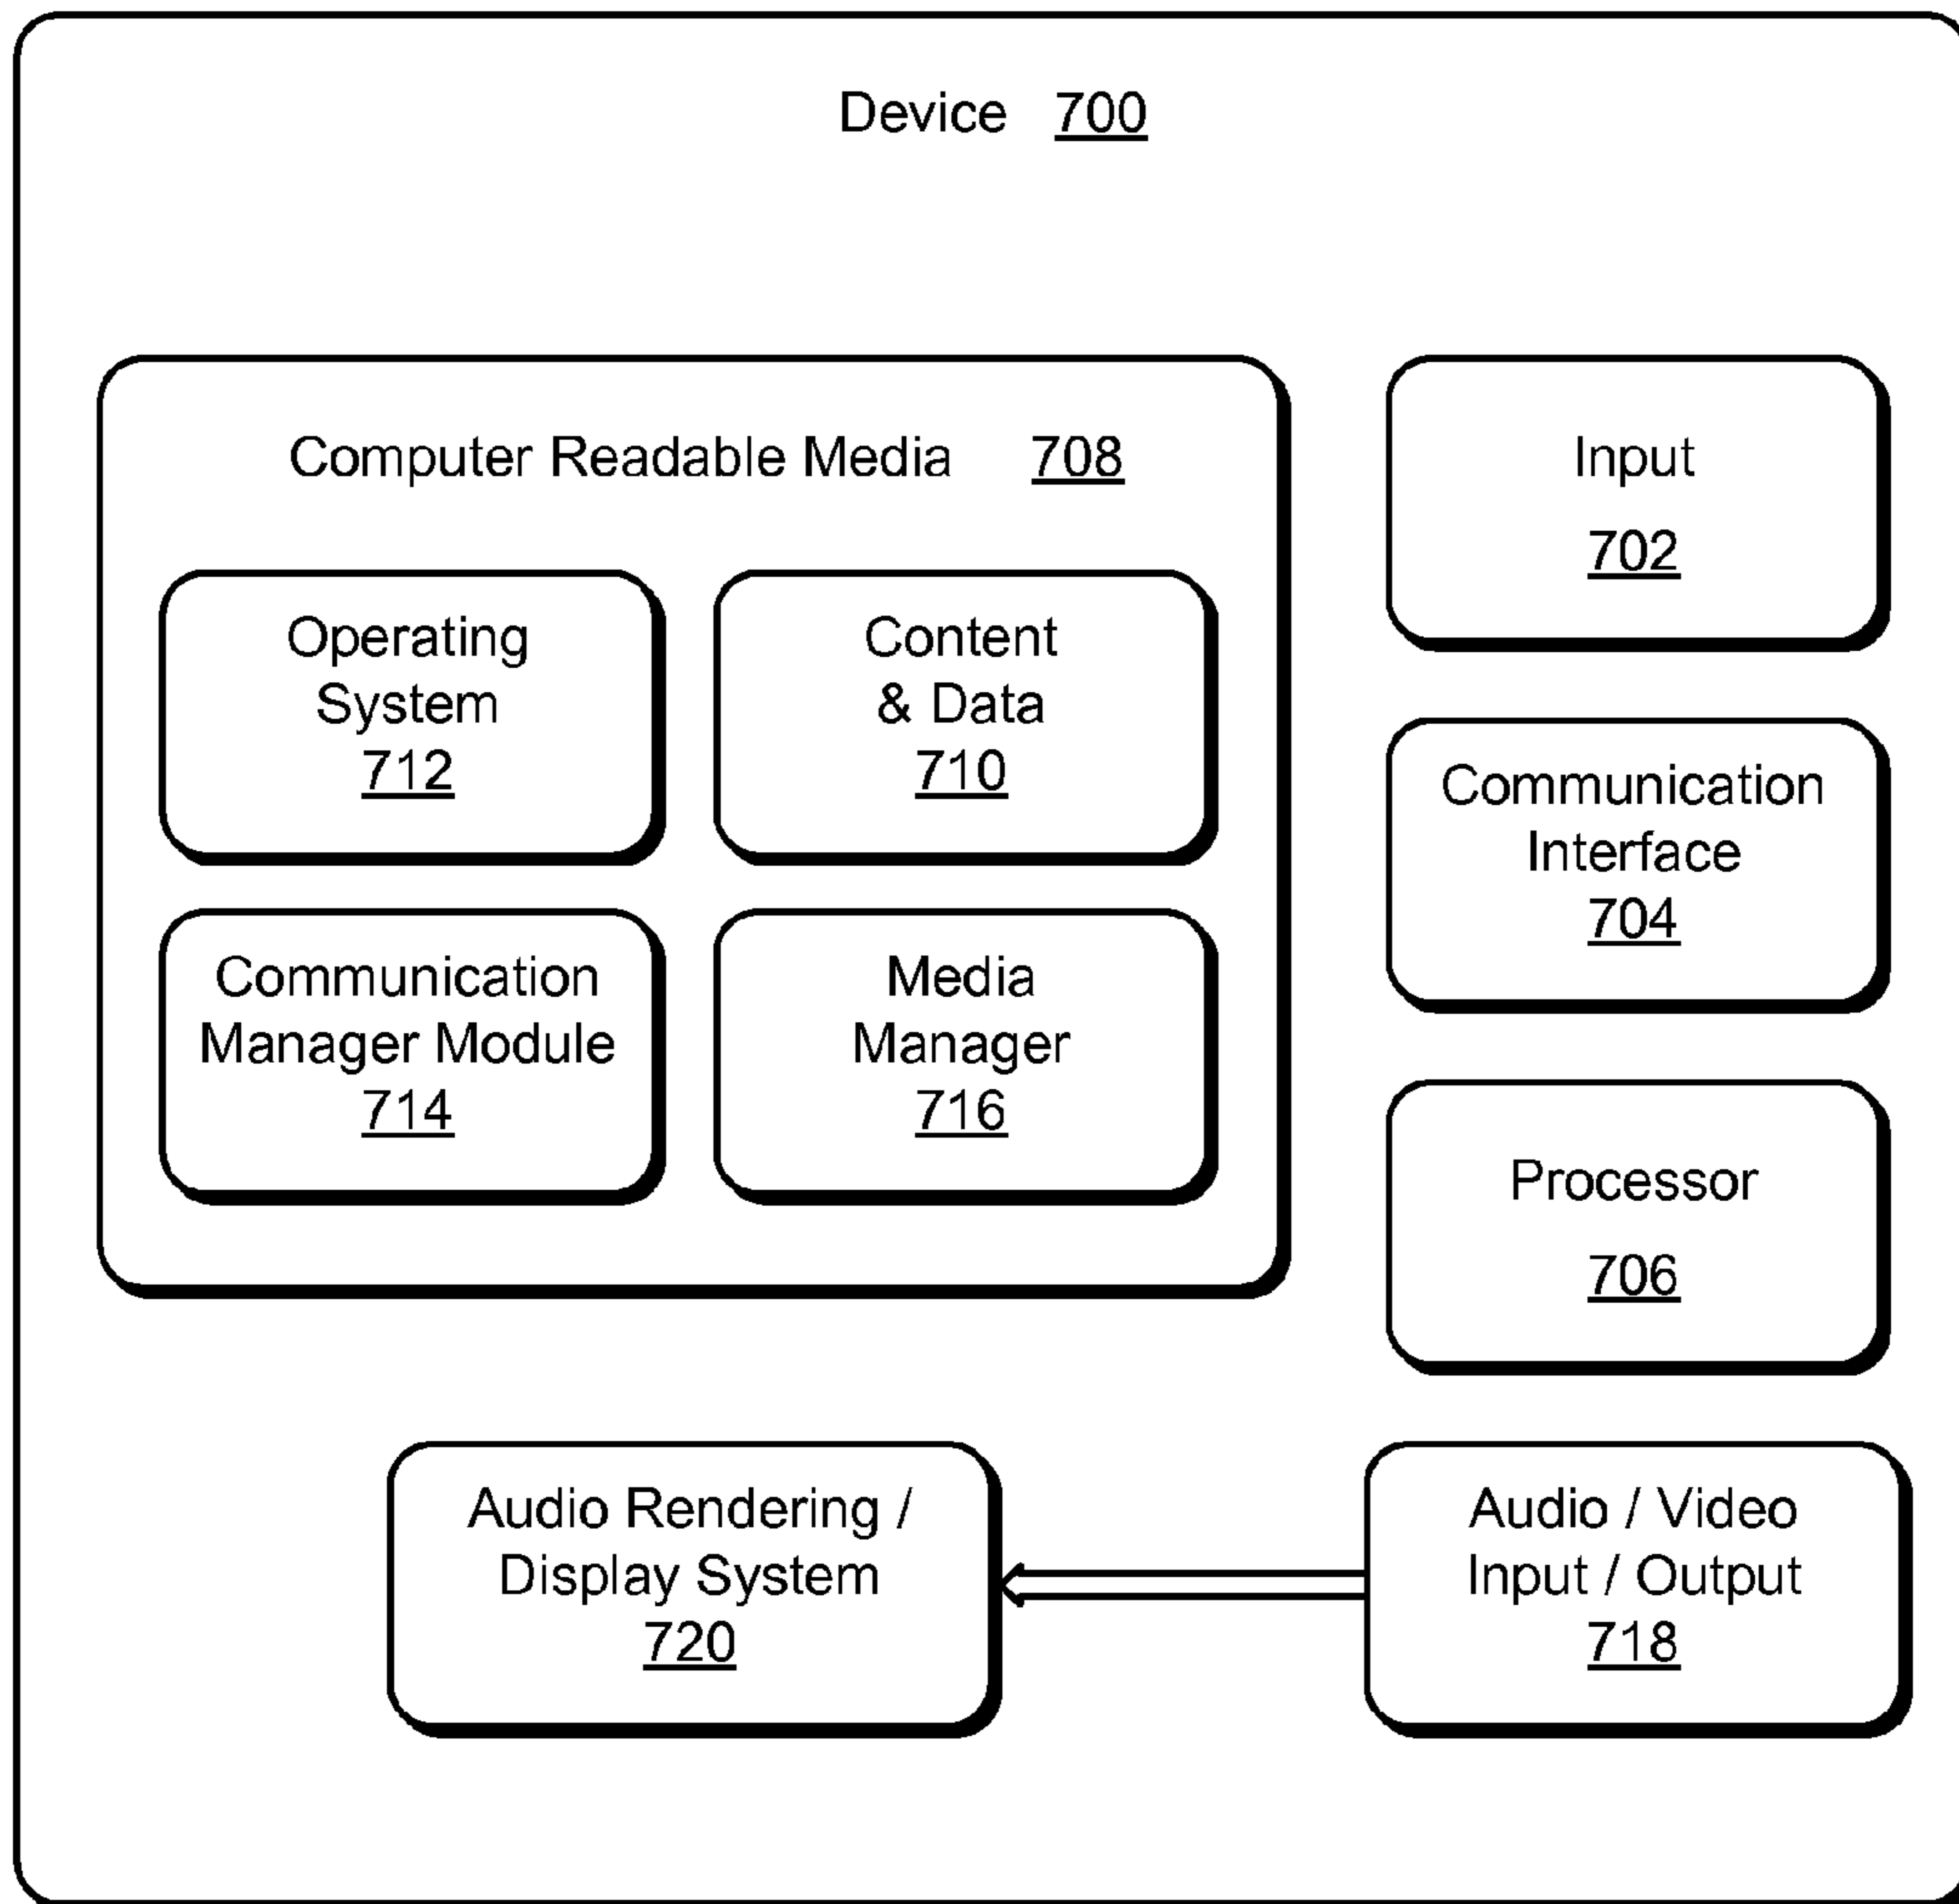 Device 700
Computer Readable Media 708
Operating
System
712
Content
& Data
710
Communication
Manager Module
714
Media
Manager
716
Input
702
Communication
Interface
704
Processor
706
Audio Rendering /
Display System
720
Audio / Video
Input / Output
718